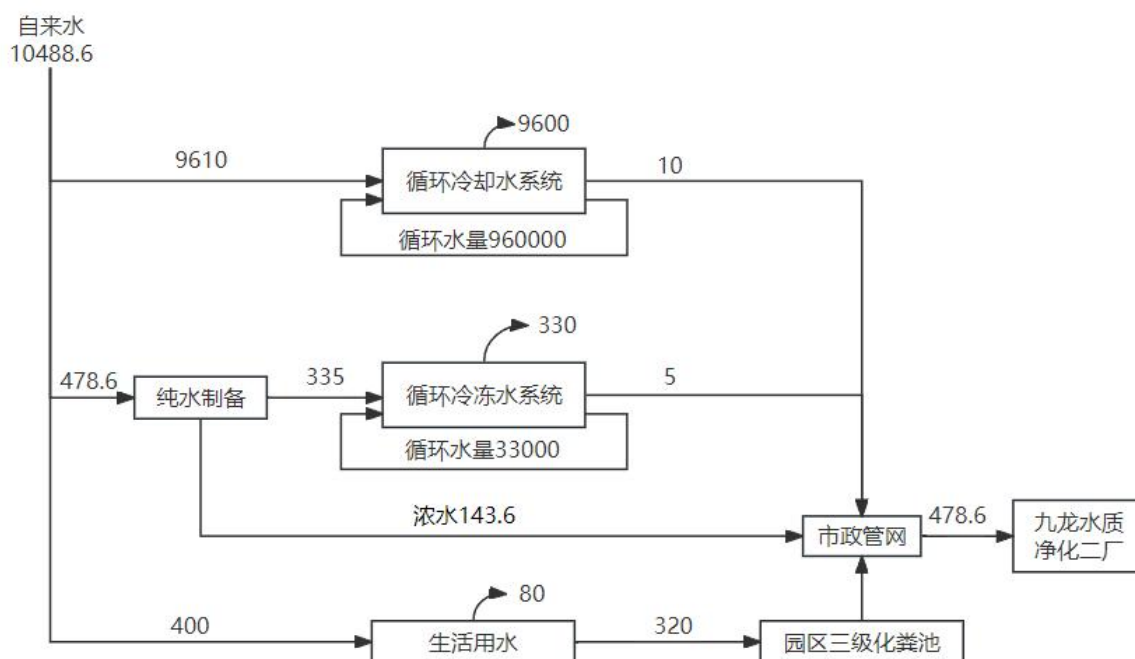 自来水
10488.6
9600
9610
循环冷却水系统
10
循环水量960000
330
478.6
纯水制备
335
循环冷冻水系统
5
循环水量33000
浓水143.6
市政管网
478.6
九龙水质
净化二厂
80
400
生活用水
320
园区三级化粪池